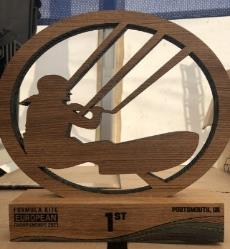 FORMULA KITE
EUROPEAN
CHAMPIONSHIPS 2021
1ST
PORTSMOUTH, UK